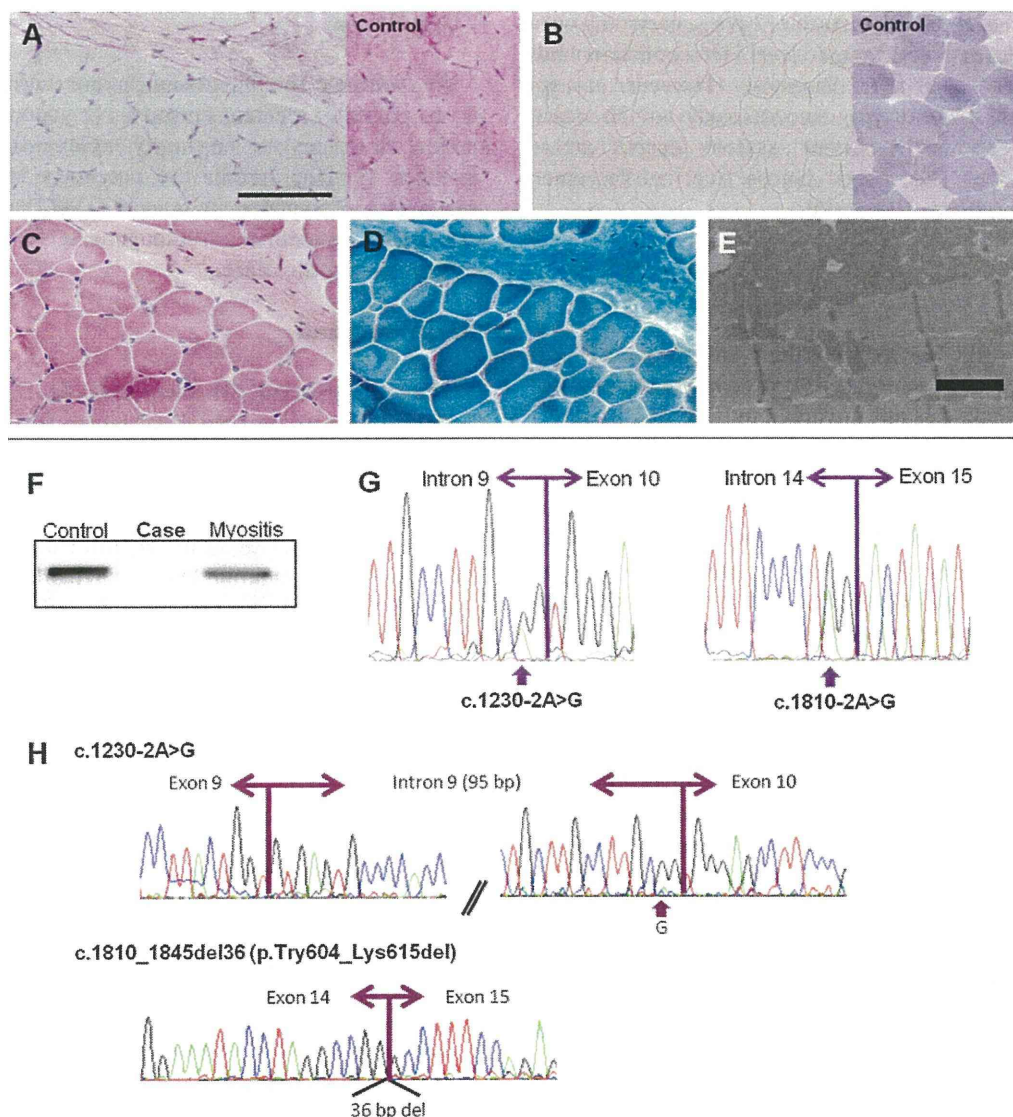 A
Control
B
Control
C
D
E
F
Control Case Myositis
G
Intron 9 Exon 10
Intron 14 Exon 15
c.1230-2A>G
c.1810-2A>G
H
c.1230-2A>G
Exon 9 Intron 9 (95 bp) Exon 10
G
c.1810_1845del36 (p.Try604_Lys615del)
Exon 14 Exon 15
36 bp del